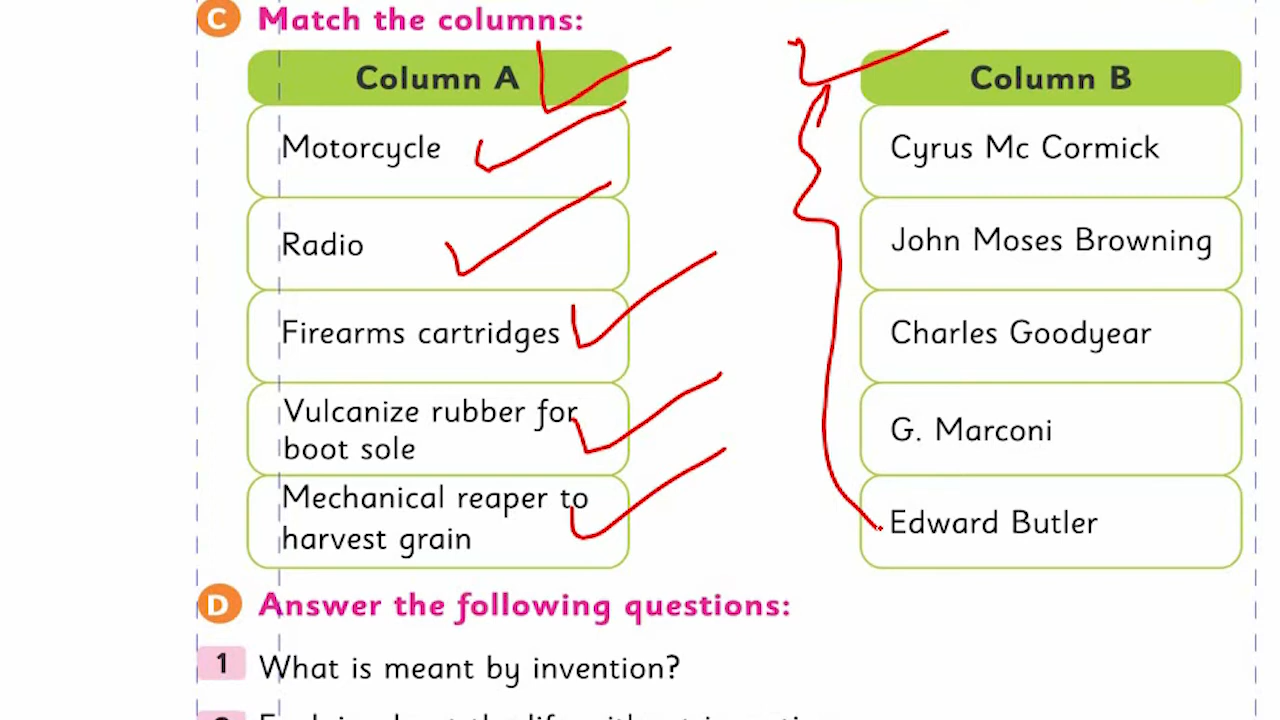 C Match the columns:
Column A
Column B
Motorcycle
Cyrus Mc Cormick
Radio
John Moses Browning
Firearms cartridges
Charles Goodyear
Vulcanize rubber for
boot sole
G. Marconi
Mechanical reaper to
harvest grain
Edward Butler
D Answer the following questions:
1 What is meant by invention?